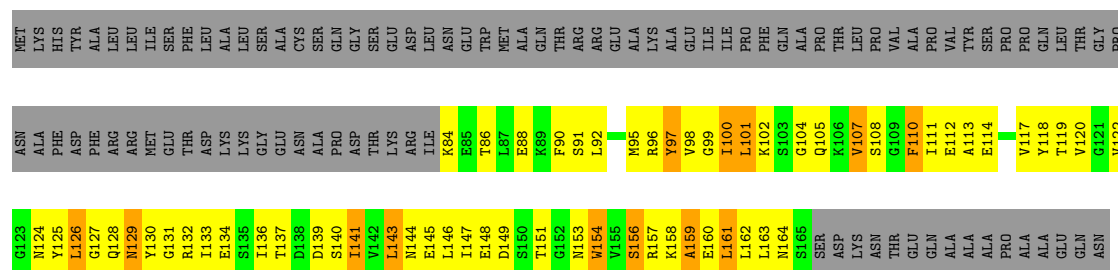 MET LYS HIS TYR ALA LEU LEU ILE SER PHE LEU ALA LEU SER ALA CYS SER GLN GLY SER GLU ASP LEU ASN GLU TRP MET ALA GLN THR ARG ARG GLU ALA LYS ALA GLU ILE ILE PRO PHE GLN ALA PRO THR LEU PRO VAL ALA PRO VAL TYR SER PRO PRO GLN LEU THR GLY PRO
ASN ALA PHE ASP PHE ARG ARG MET GLU THR ASP LYS LYS GLY GLU ASN ALA PRO ASP THR LYS ARG ILE K84 E85 T86 L87 E88 K89 F90 S91 L92 M95 R96 Y97 V98 G99 I100 L101 K102 S103 G104 Q105 K106 V107 S108 G109 F110 I111 E112 A113 E114 V117 Y118 T119 V120 G121 V122
G123 N124 Y125 L126 G127 Q128 N129 Y130 G131 R132 I133 E134 S135 I136 T137 D138 D139 S140 I141 V142 L143 N144 E145 L146 I147 E148 D149 S150 T151 G152 N153 W154 V155 S156 R157 K158 A159 E160 L161 L162 L163 N164 S165 SER ASP LYS ASN THR GLU GLN ALA ALA ALA PRO ALA ALA GLU GLN ASN